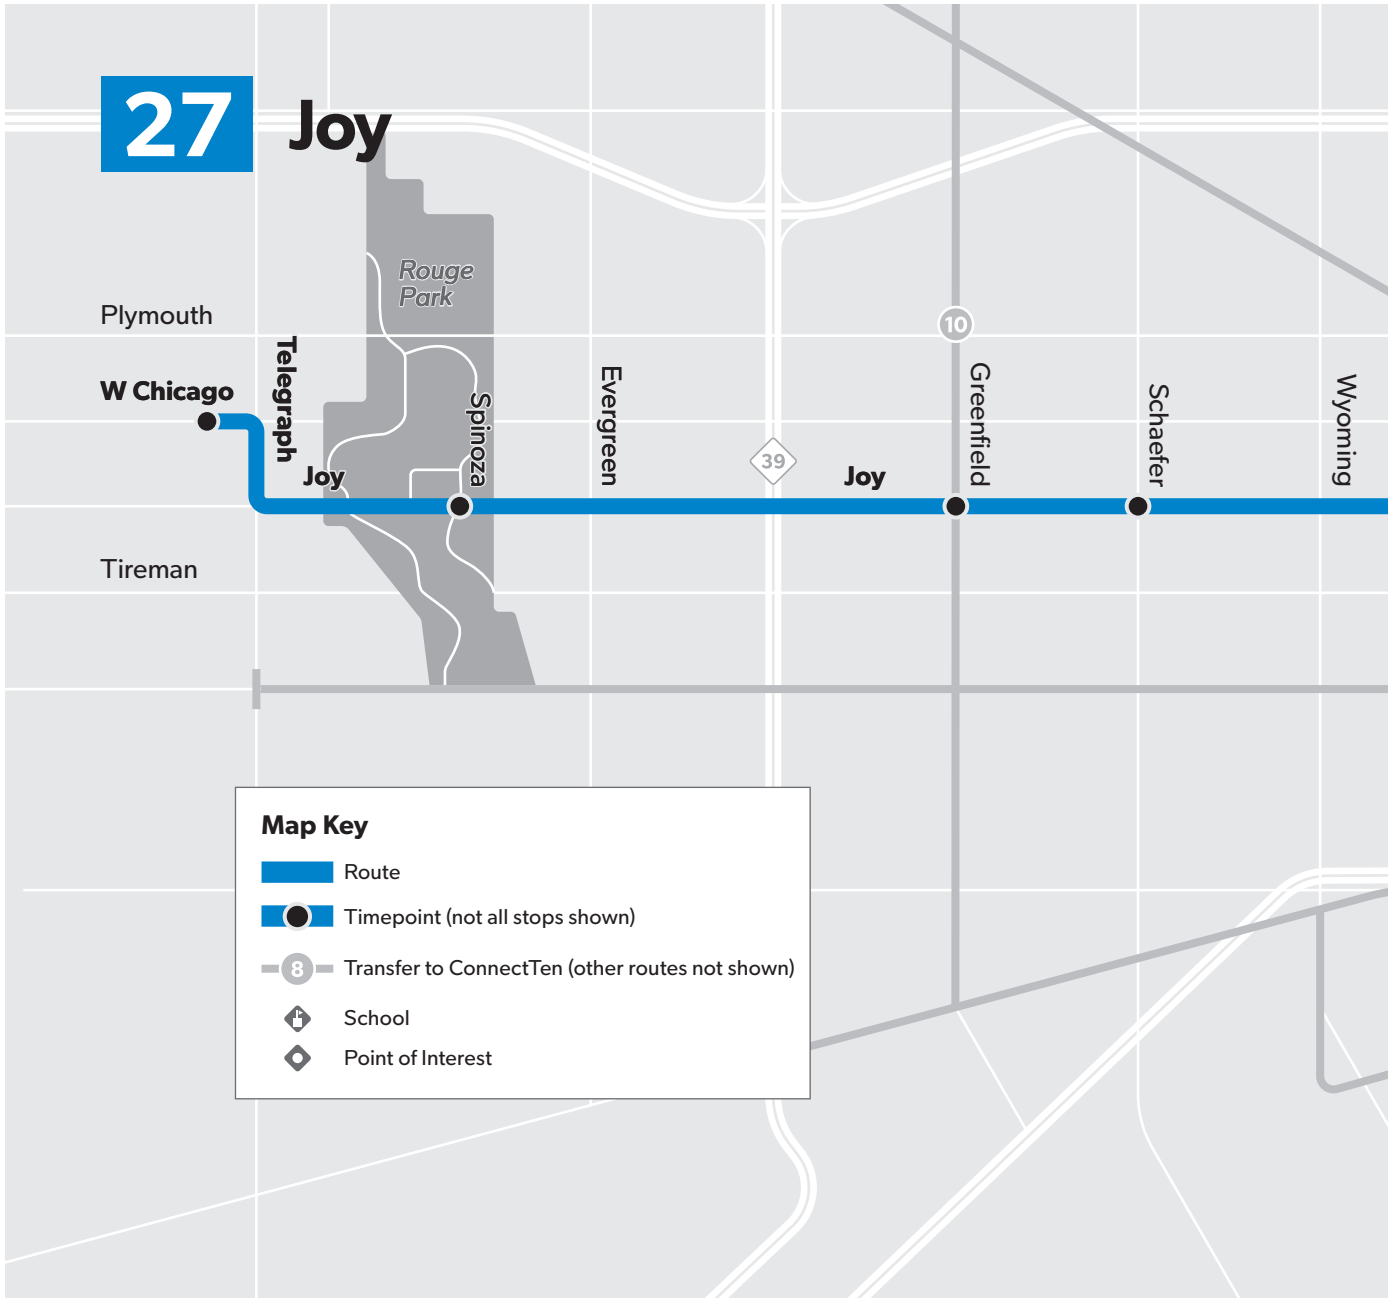 27 Joy
Rouge
Park
Plymouth
Telegraph
W Chicago
Spinoza
Evergreen
Greenfield
Schaefer
Wyoming
10
39
Joy
Joy
Tireman
Map Key
Route
Timepoint (not all stops shown)
8 Transfer to ConnectTen (other routes not shown)
School
Point of Interest